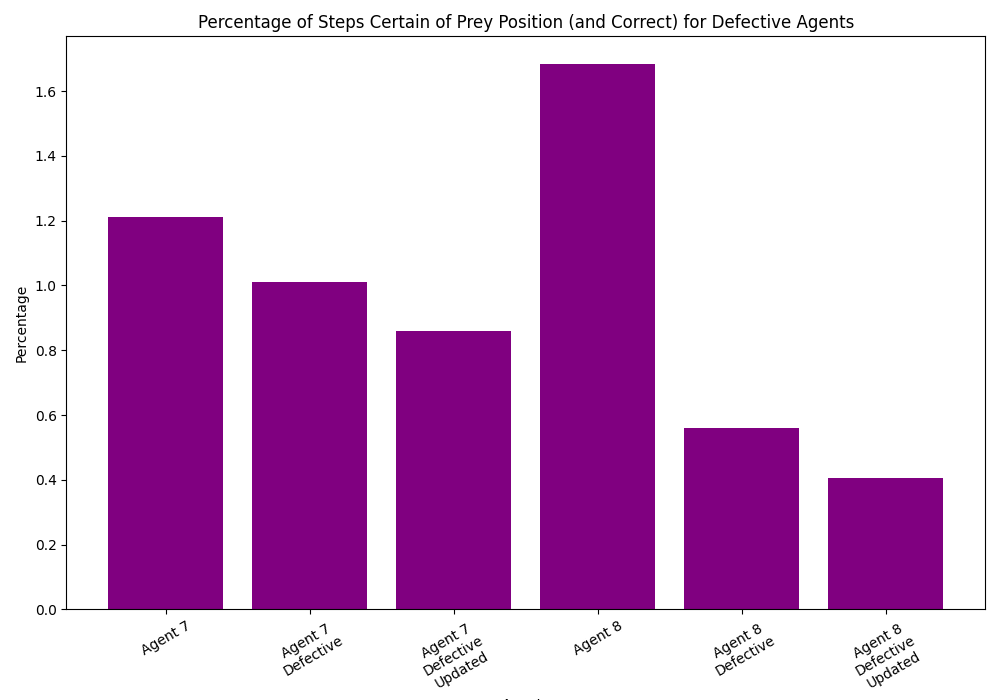 Percentage of Steps Certain of Prey Position (and Correct) for Defective Agents
Percentage
1.6
1.4
1.2
1.0
0.8
0.6
0.4
0.2
0.0
Agent 7
Agent 7
Defective
Agent 7
Defective
Updated
Agent 8
Agent 8
Defective
Agent 8
Defective
Updated